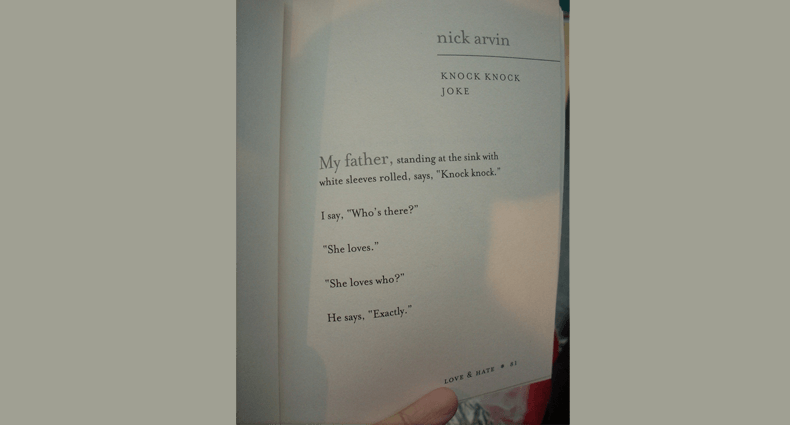 nick arvin
KNOCK KNOCK
JOKE
My father, standing at the sink with
white sleeves rolled, says, "Knock knock."
I say, "Who's there?"
"She loves."
"She loves who?"
He says, "Exactly."
LOVE & HATE • 81